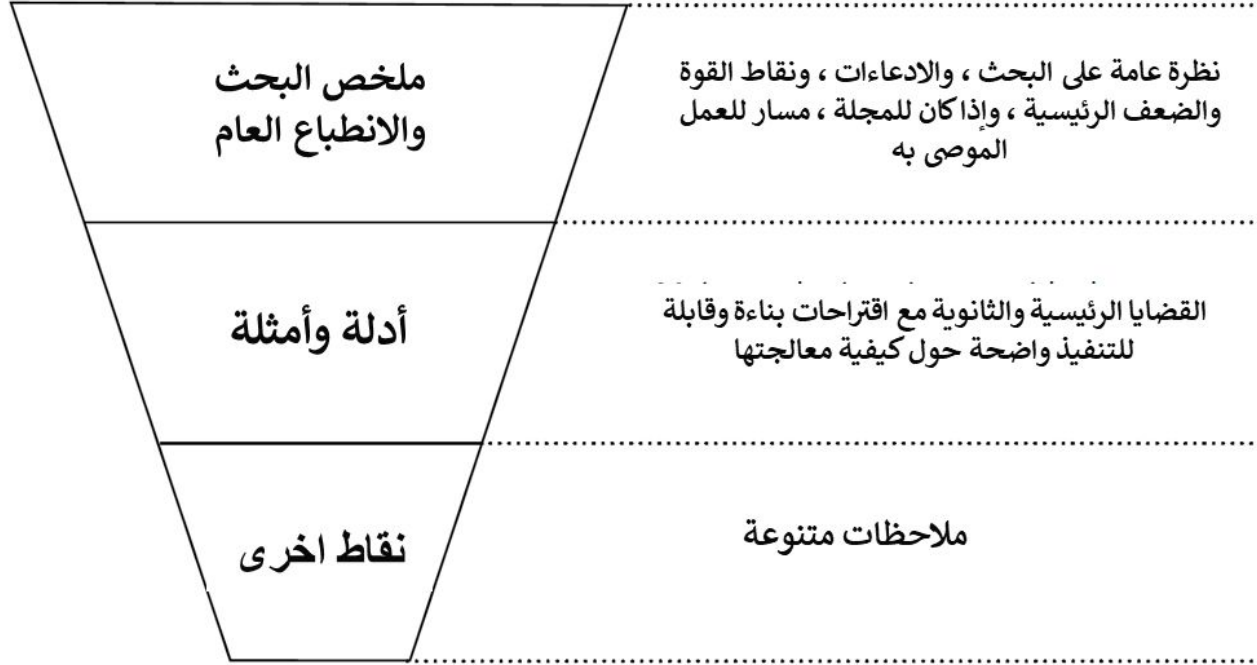 ملخص البحث
والانطباع العام
نظرة عامة على البحث ، والادعاءات ، ونقاط القوة
والضعف الرئيسية ، وإذا كان للمجلة ، مسار للعمل
الموصى به
أدلة وأمثلة
القضايا الرئيسية والثانوية مع اقتراحات بناءة وقابلة
للتنفيذ واضحة حول كيفية معالجتها
نقاط اخرى
ملاحظات متنوعة